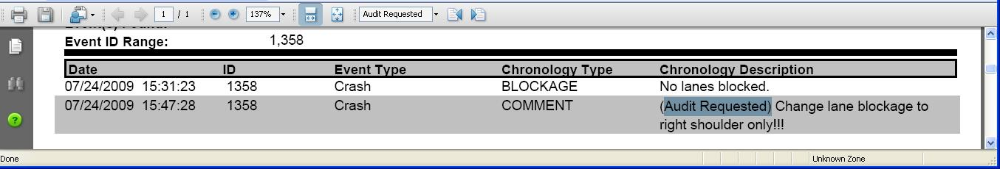 1 / 1 137% Audit Requested
Event ID Range: 1,358
Date ID Event Type Chronology Type Chronology Description
07/24/2009 15:31:23 1358 Crash BLOCKAGE No lanes blocked.
07/24/2009 15:47:28 1358 Crash COMMENT (Audit Requested) Change lane blockage to
right shoulder only!!!
Done Unknown Zone